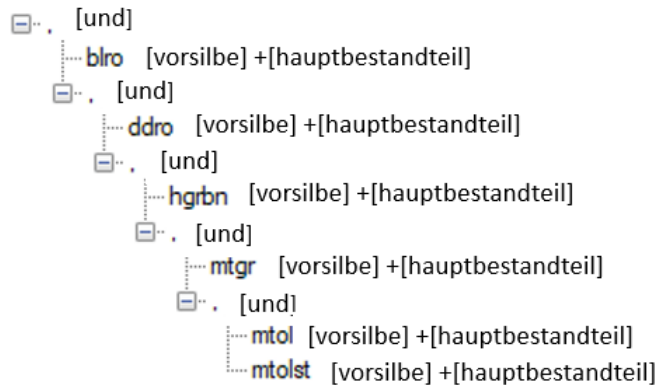 , [und]
blro [vorsilbe] +[hauptbestandteil]
, [und]
ddro [vorsilbe] +[hauptbestandteil]
, [und]
hgrbn [vorsilbe] +[hauptbestandteil]
, [und]
mtgr [vorsilbe] +[hauptbestandteil]
, [und]
mtol [vorsilbe] +[hauptbestandteil]
mtolst [vorsilbe] +[hauptbestandteil]